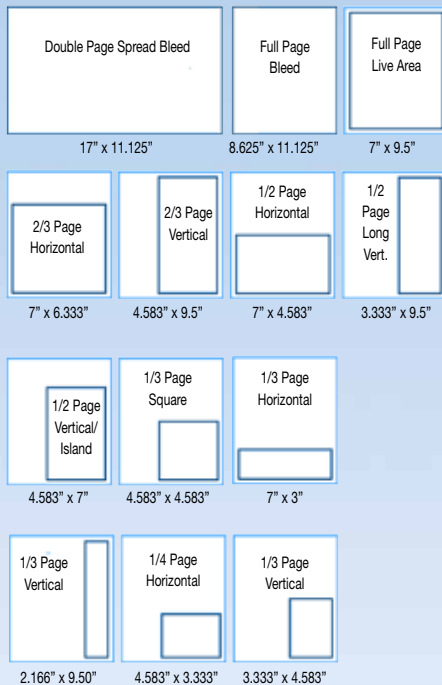 Double Page Spread Bleed
17” x 11.125”
Full Page
Bleed
8.625” x 11.125”
Full Page
Live Area
7” x 9.5”
2/3 Page
Horizontal
7” x 6.333”
2/3 Page
Vertical
4.583” x 9.5”
1/2 Page
Horizontal
7” x 4.583”
1/2
Page
Long
Vert.
3.333” x 9.5”
1/2 Page
Vertical/
Island
4.583” x 7”
1/3 Page
Square
4.583” x 4.583”
1/3 Page
Horizontal
7” x 3”
1/3 Page
Vertical
2.166” x 9.50”
1/4 Page
Horizontal
4.583” x 3.333”
1/3 Page
Vertical
3.333” x 4.583”